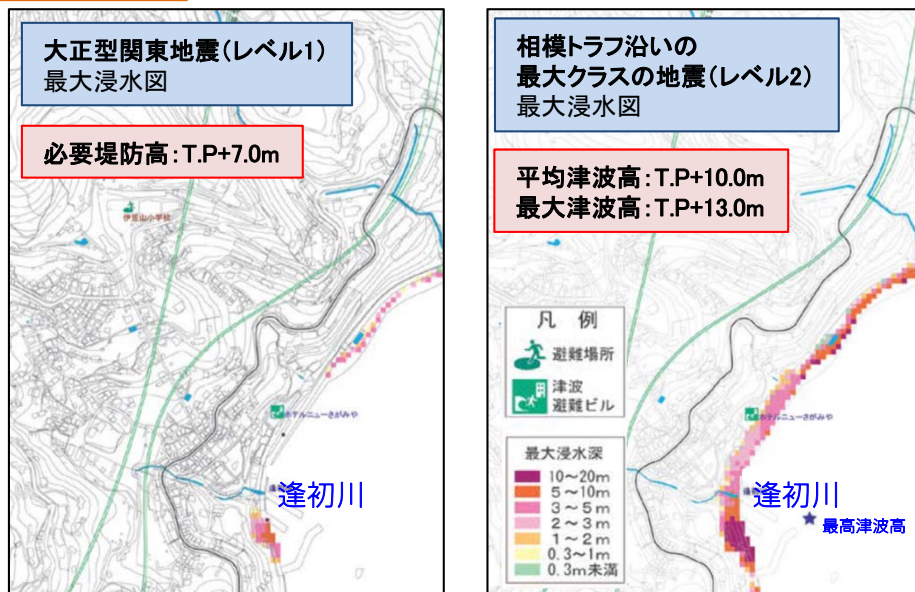 大正型関東地震(レベル1)
最大浸水図
必要堤防高：T.P+7.0m
伊豆山小学校
ホテルニューさがみや
逢初川
相模トラフ沿いの
最大クラスの地震(レベル2)
最大浸水図
平均津波高：T.P+10.0m
最大津波高：T.P+13.0m
凡　例
避難場所
津波
避難ビル
ホテルニューさがみや
最大浸水深
10～20m
5～10m
3～5m
2～3m
1～2m
0.3～1m
0.3m未満
逢初川
最高津波高